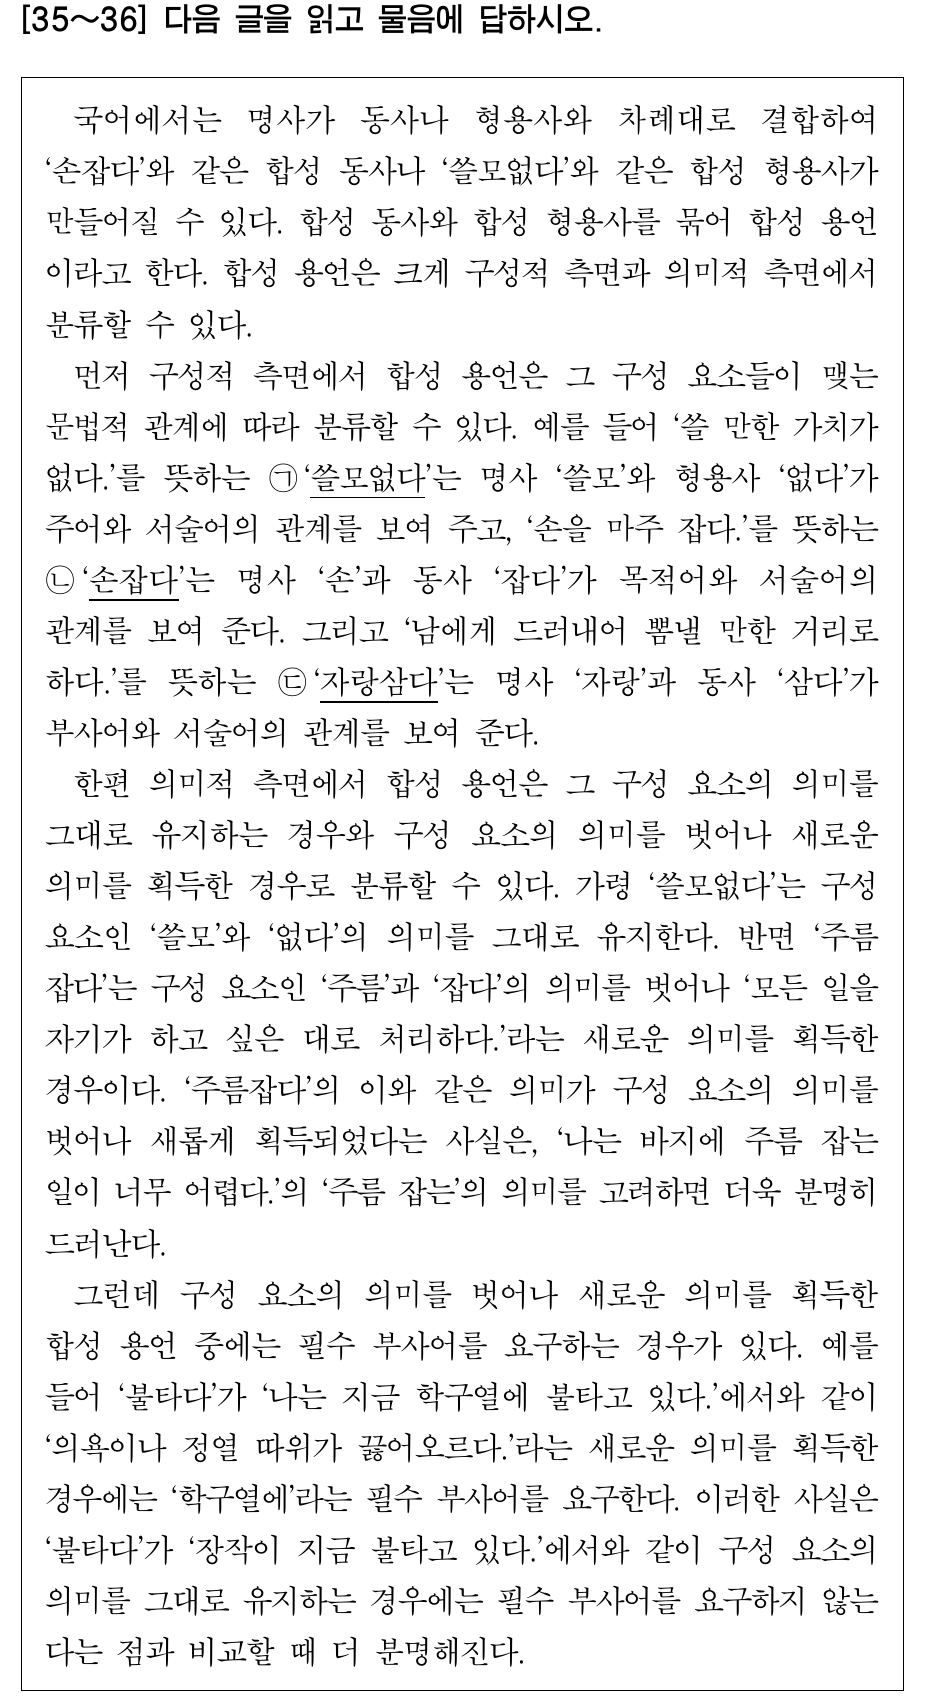 [35～36] 다음 글을 읽고 물음에 답하시오.
국어에서는 명사가 동사나 형용사와 차례대로 결합하여
‘손잡다’와 같은 합성 동사나 ‘쓸모없다’와 같은 합성 형용사가
만들어질 수 있다. 합성 동사와 합성 형용사를 묶어 합성 용언
이라고 한다. 합성 용언은 크게 구성적 측면과 의미적 측면에서
분류할 수 있다.
먼저 구성적 측면에서 합성 용언은 그 구성 요소들이 맺는
문법적 관계에 따라 분류할 수 있다. 예를 들어 ‘쓸 만한 가치가
없다.’를 뜻하는 ㉠‘쓸모없다’는 명사 ‘쓸모’와 형용사 ‘없다’가
주어와 서술어의 관계를 보여 주고, ‘손을 마주 잡다.’를 뜻하는
㉡‘손잡다’는 명사 ‘손’과 동사 ‘잡다’가 목적어와 서술어의
관계를 보여 준다. 그리고 ‘남에게 드러내어 뽐낼 만한 거리로
하다.’를 뜻하는 ㉢‘자랑삼다’는 명사 ‘자랑’과 동사 ‘삼다’가
부사어와 서술어의 관계를 보여 준다.
한편 의미적 측면에서 합성 용언은 그 구성 요소의 의미를
그대로 유지하는 경우와 구성 요소의 의미를 벗어나 새로운
의미를 획득한 경우로 분류할 수 있다. 가령 ‘쓸모없다’는 구성
요소인 ‘쓸모’와 ‘없다’의 의미를 그대로 유지한다. 반면 ‘주름
잡다’는 구성 요소인 ‘주름’과 ‘잡다’의 의미를 벗어나 ‘모든 일을
자기가 하고 싶은 대로 처리하다.’라는 새로운 의미를 획득한
경우이다. ‘주름잡다’의 이와 같은 의미가 구성 요소의 의미를
벗어나 새롭게 획득되었다는 사실은, ‘나는 바지에 주름 잡는
일이 너무 어렵다.’의 ‘주름 잡는’의 의미를 고려하면 더욱 분명히
드러난다.
그런데 구성 요소의 의미를 벗어나 새로운 의미를 획득한
합성 용언 중에는 필수 부사어를 요구하는 경우가 있다. 예를
들어 ‘불타다’가 ‘나는 지금 학구열에 불타고 있다.’에서와 같이
‘의욕이나 정열 따위가 끓어오르다.’라는 새로운 의미를 획득한
경우에는 ‘학구열에’라는 필수 부사어를 요구한다. 이러한 사실은
‘불타다’가 ‘장작이 지금 불타고 있다.’에서와 같이 구성 요소의
의미를 그대로 유지하는 경우에는 필수 부사어를 요구하지 않는
다는 점과 비교할 때 더 분명해진다.